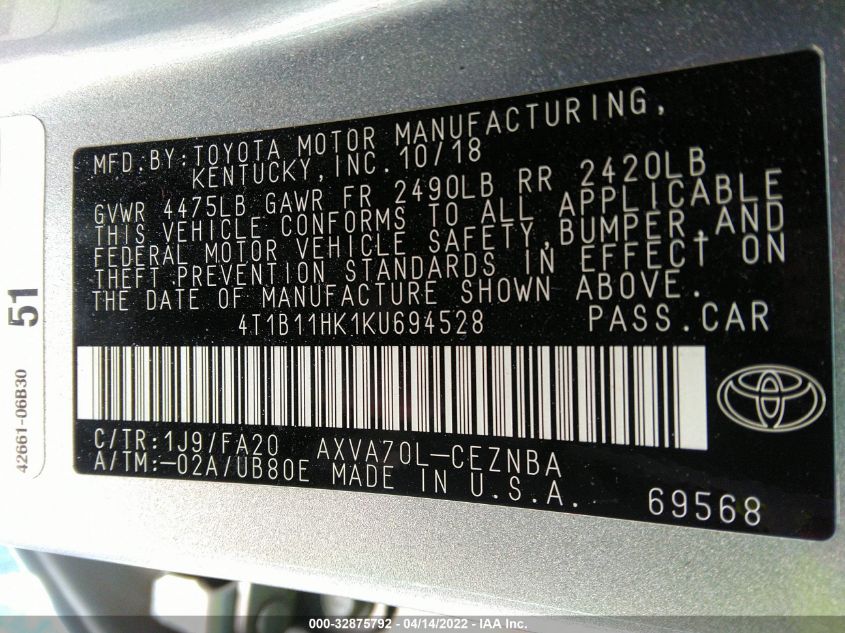 MFD.BY:TOYOTA MOTOR MANUFACTURING,
KENTUCKY,INC.10/18
GVWR 4475LB GAWR FR 2490LB RR 2420LB
THIS VEHICLE CONFORMS TO ALL APPLICABLE
FEDERAL MOTOR VEHICLE SAFETY,BUMPER,AND
THEFT PREVENTION STANDARDS IN EFFECT ON
THE DATE OF MANUFACTURE SHOWN ABOVE.
4T1B11HK1KU694528 PASS.CAR
C/TR:1J9/FA20 AXVA70L-CEZNBA
A/TM:-02A/UB80E MADE IN U.S.A.
69568
51
42661-06B30
000-32875792 - 04/14/2022 - IAA Inc.